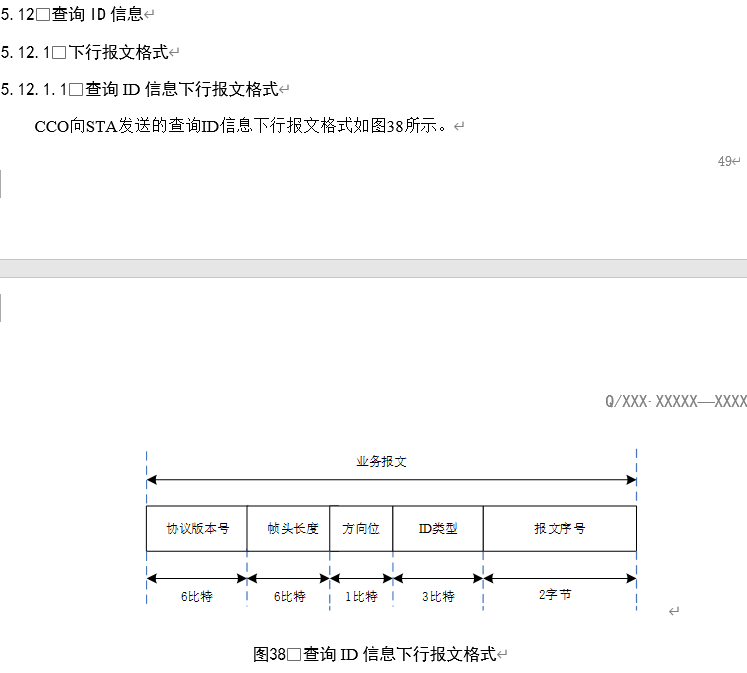 5.12□查询 ID 信息↵
5.12.1□下行报文格式↵
5.12.1.1□查询 ID 信息下行报文格式↵
CCO向STA发送的查询ID信息下行报文格式如图38所示。↵
49↵
Q/XXX·XXXXX—XXXX
业务报文
协议版本号 帧头长度 方向位 ID类型 报文序号
6比特 6比特 1比特 3比特 2字节
↵
图38□查询 ID 信息下行报文格式↵